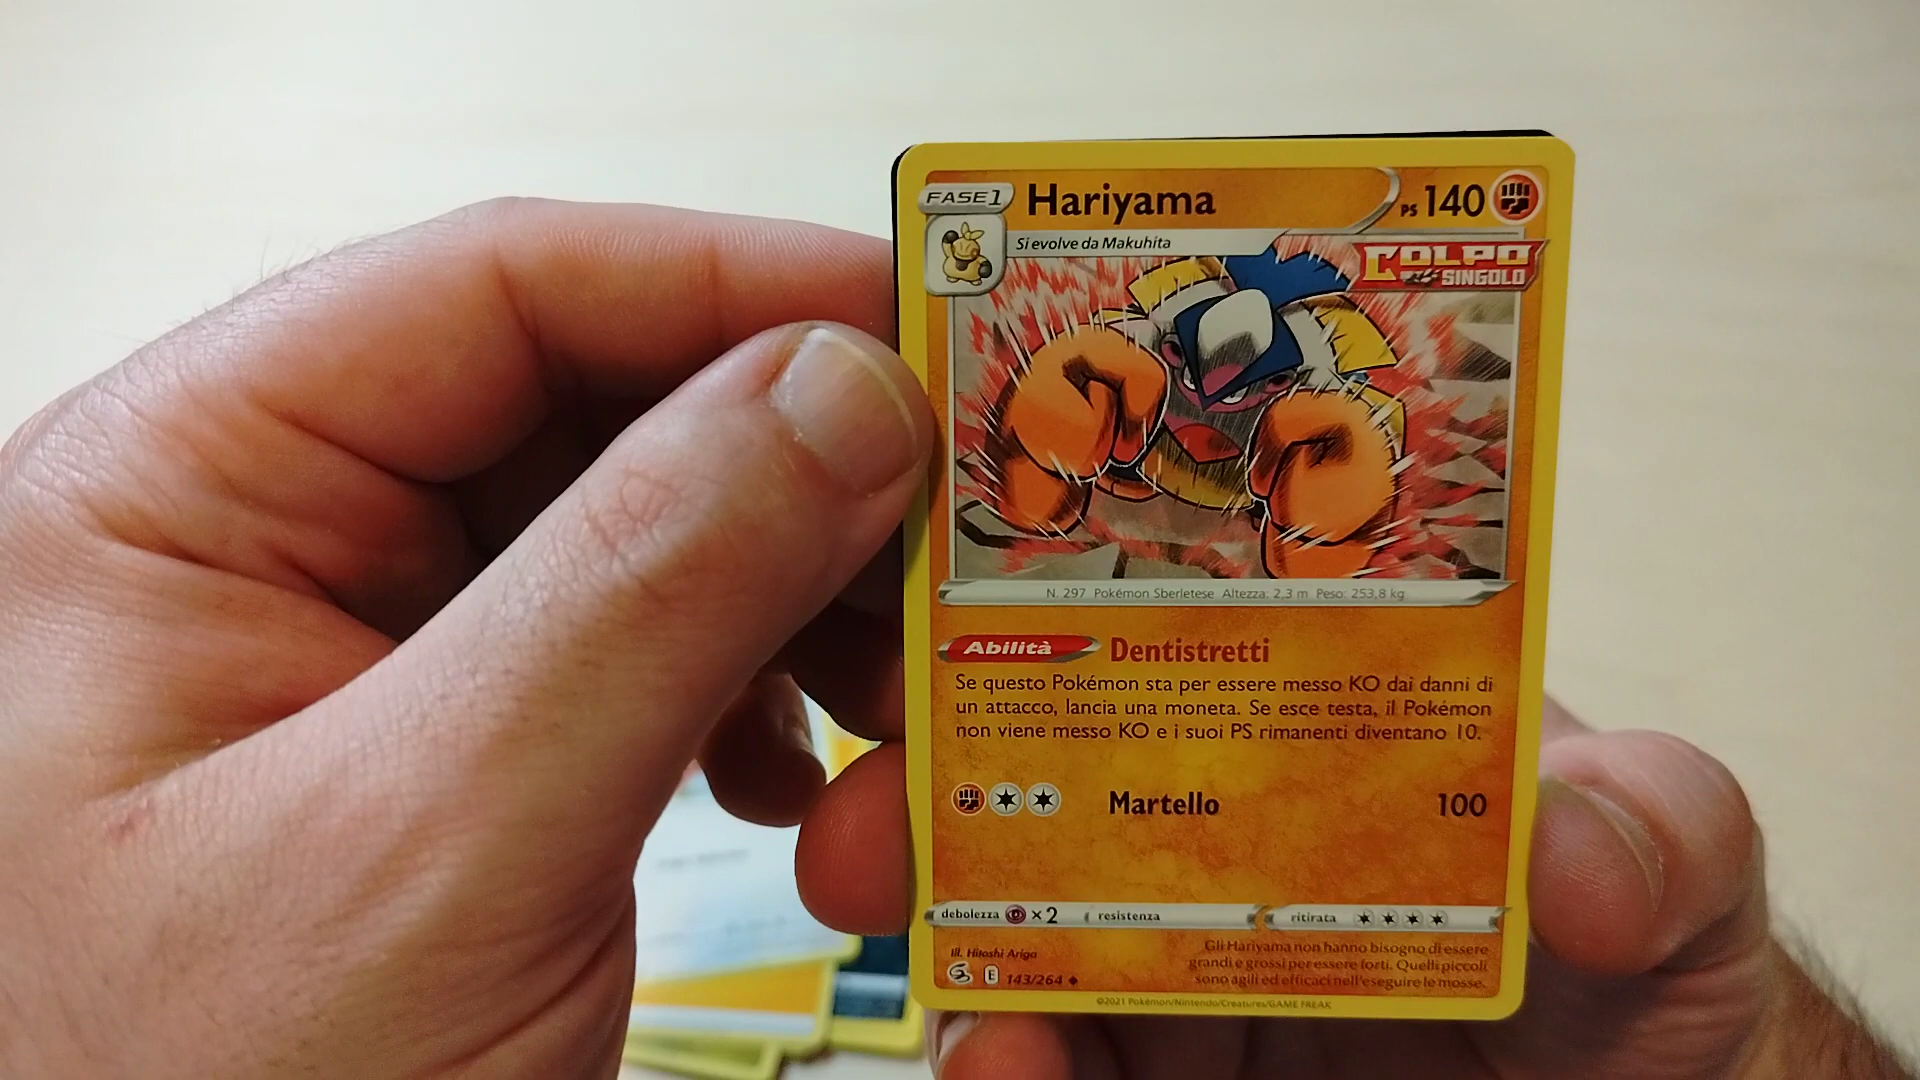 FASE 1 Hariyama PS 140
Si evolve da Makuhita
COLPO
SINGOLO
N. 297 Pokémon Sberletese Altezza: 2,3 m Peso: 253,8 kg
Abilità Dentistretti
Se questo Pokémon sta per essere messo KO dai danni di
un attacco, lancia una moneta. Se esce testa, il Pokémon
non viene messo KO e i suoi PS rimanenti diventano 10.
Martello 100
debolezza ×2 resistenza ritirata
Ill. Hitoshi Ariga
E 143/264
Gli Hariyama non hanno bisogno di essere
grandi e grossi per essere forti. Quelli piccoli
sono agili ed efficaci nell'eseguire le mosse.
©2021 Pokémon/Nintendo/Creatures/GAME FREAK